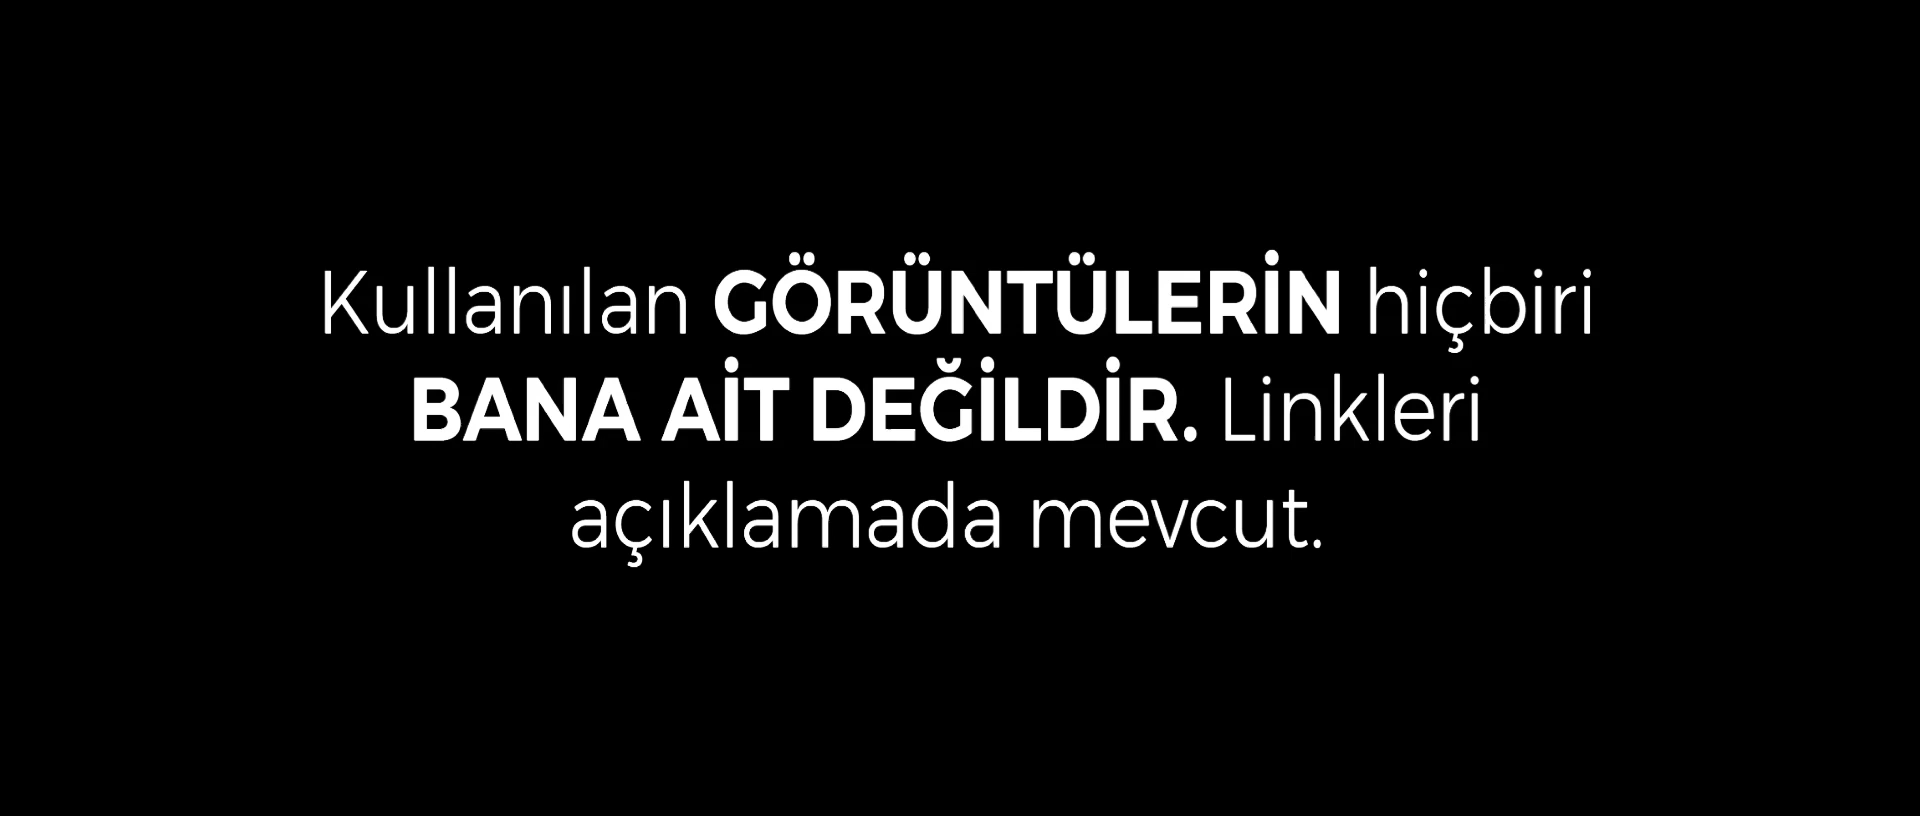 Kullanılan GÖRÜNTÜLERİN hiçbiri
BANA AİT DEĞİLDİR. Linkleri
açıklamada mevcut.